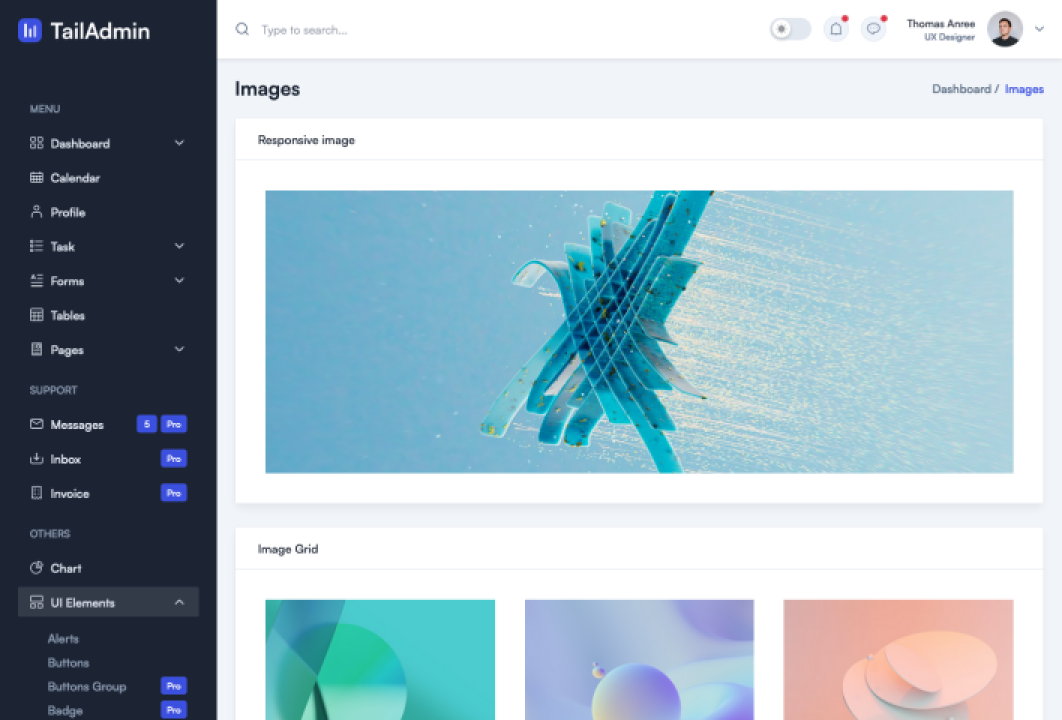 TailAdmin
MENU
Dashboard
Calendar
Profile
Task
Forms
Tables
Pages
SUPPORT
Messages 5 Pro
Inbox Pro
Invoice Pro
OTHERS
Chart
UI Elements
Alerts
Buttons
Buttons Group Pro
Badge Pro
Type to search...
Thomas Anree
UX Designer
Images
Dashboard / Images
Responsive image
Image Grid